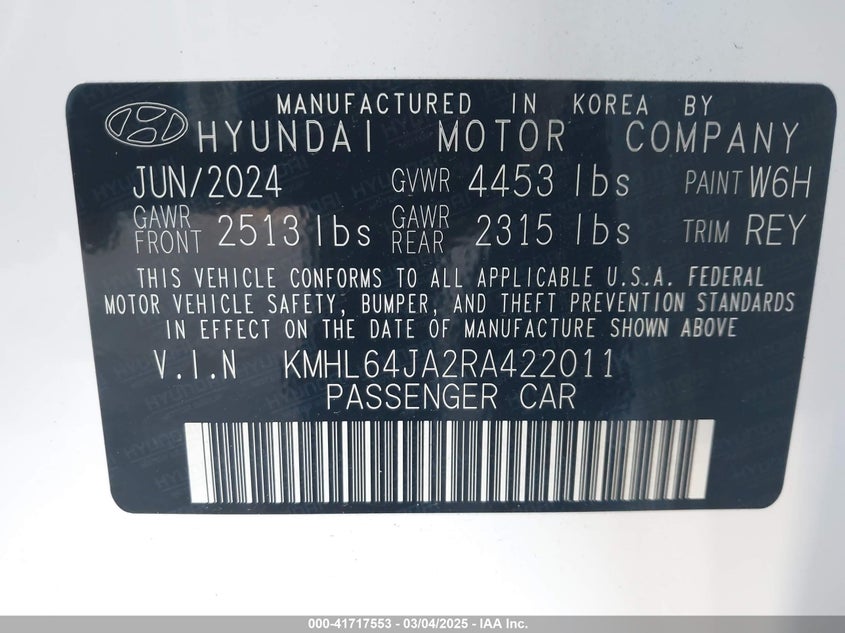 MANUFACTURED IN KOREA BY
HYUNDAI MOTOR COMPANY
JUN/2024 GVWR 4453 lbs PAINT W6H
GAWR FRONT 2513 lbs GAWR REAR 2315 lbs TRIM REY
THIS VEHICLE CONFORMS TO ALL APPLICABLE U.S.A. FEDERAL
MOTOR VEHICLE SAFETY, BUMPER, AND THEFT PREVENTION STANDARDS
IN EFFECT ON THE DATE OF MANUFACTURE SHOWN ABOVE
V.I.N KMHL64JA2RA422011
PASSENGER CAR
000-41717553 - 03/04/2025 - IAA Inc.